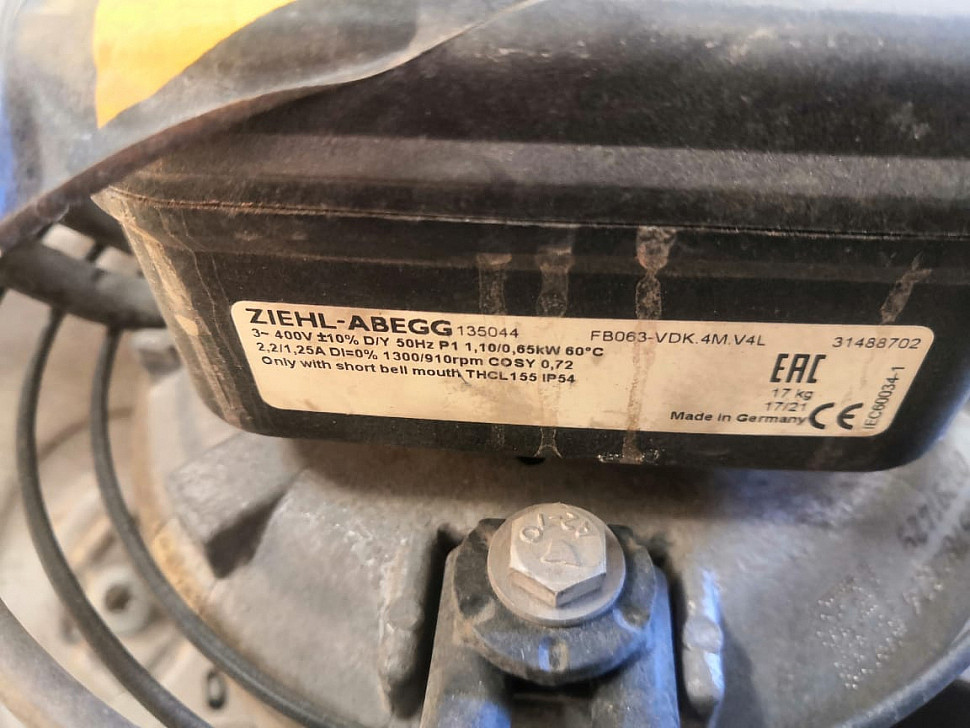 ZIEHL-ABEGG 135044 FB063-VDK.4M.V4L 31488702
3~ 400V ±10% D/Y 50Hz P1 1,10/0,65kW 60°C
2,2/1,25A DI=0% 1300/910rpm COSY 0,72
Only with short bell mouth THCL155 IP54
EAC
17 kg
17/21
Made in Germany CE
IEC60034-1